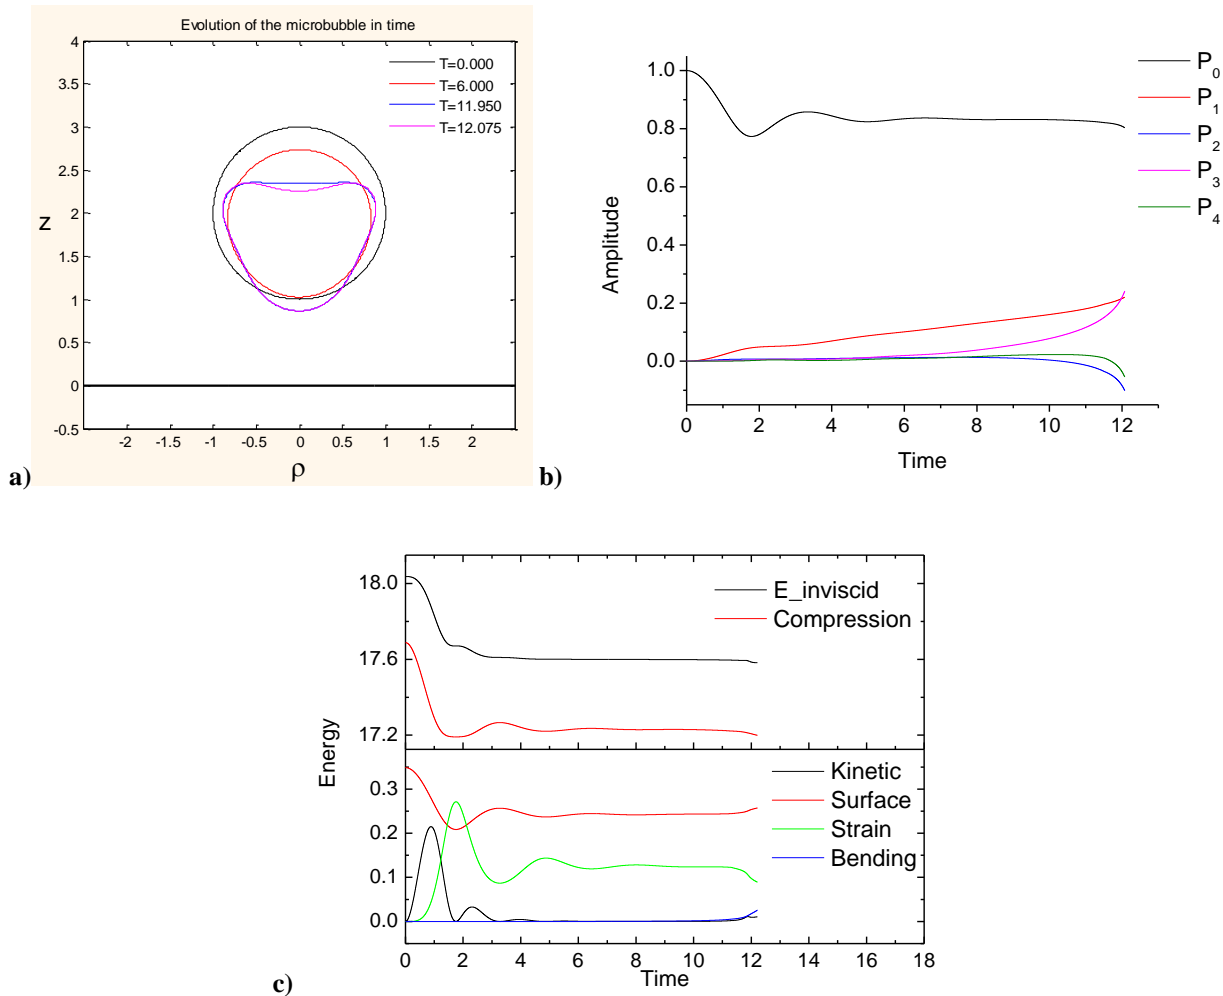 Evolution of the microbubble in time
4
3.5
3
2.5
2
1.5
1
0.5
0
-0.5
z
T=0.000
T=6.000
T=11.950
T=12.075
-2 -1.5 -1 -0.5 0 0.5 1 1.5 2
ρ
a)
P0
P1
P2
P3
P4
1.0
0.8
0.6
0.4
0.2
0.0
Amplitude
0 2 4 6 8 10 12
Time
b)
18.0
17.6
17.2
E_inviscid
Compression
Energy
0.3
0.2
0.1
0.0
Kinetic
Surface
Strain
Bending
0 2 4 6 8 10 12 14 16 18
Time
c)